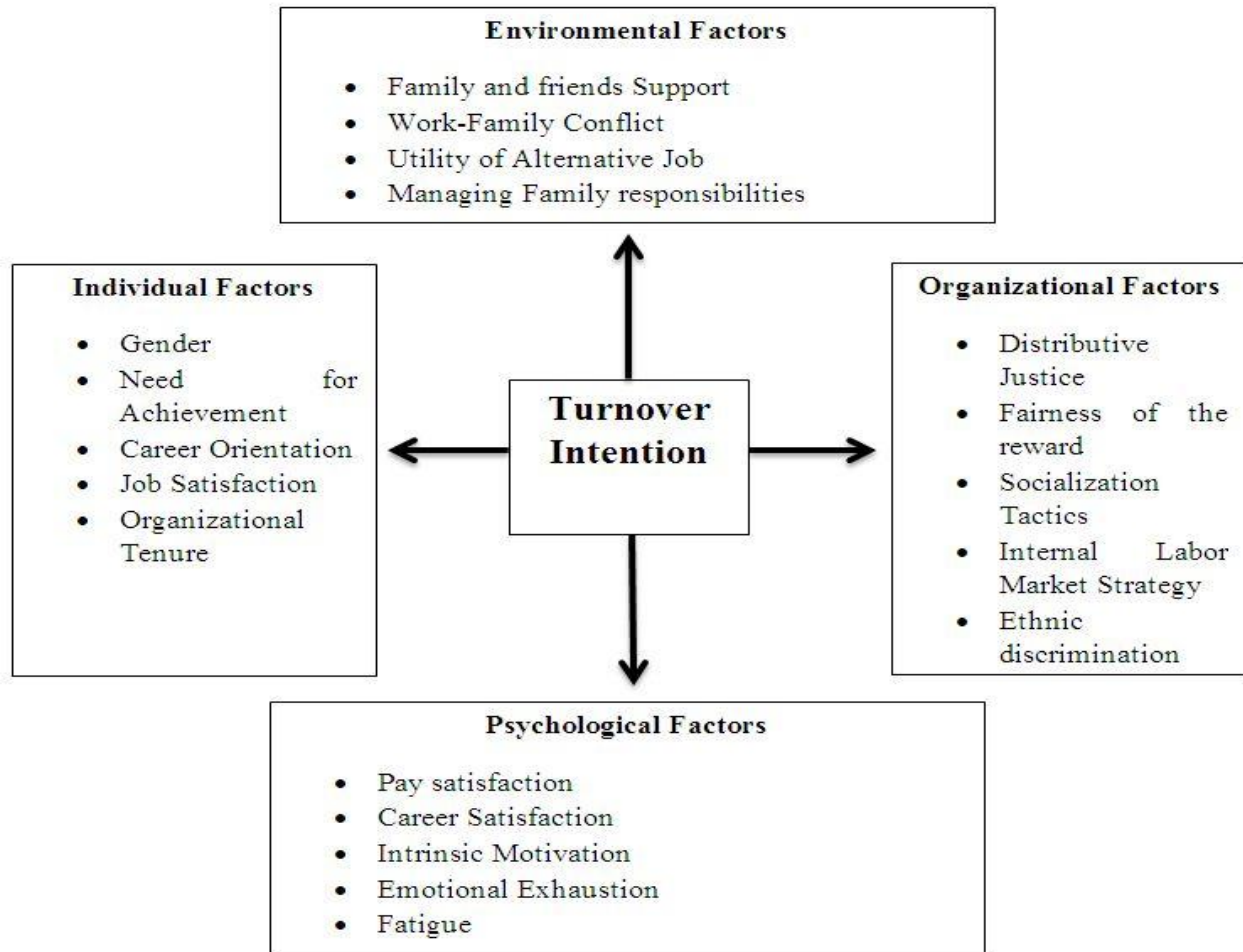 Environmental Factors
• Family and friends Support
• Work-Family Conflict
• Utility of Alternative Job
• Managing Family responsibilities
Individual Factors
• Gender
• Need for
Achievement
• Career Orientation
• Job Satisfaction
• Organizational
Tenure
Turnover
Intention
Organizational Factors
• Distributive
Justice
• Fairness of the
reward
• Socialization
Tactics
• Internal Labor
Market Strategy
• Ethnic
discrimination
Psychological Factors
• Pay satisfaction
• Career Satisfaction
• Intrinsic Motivation
• Emotional Exhaustion
• Fatigue